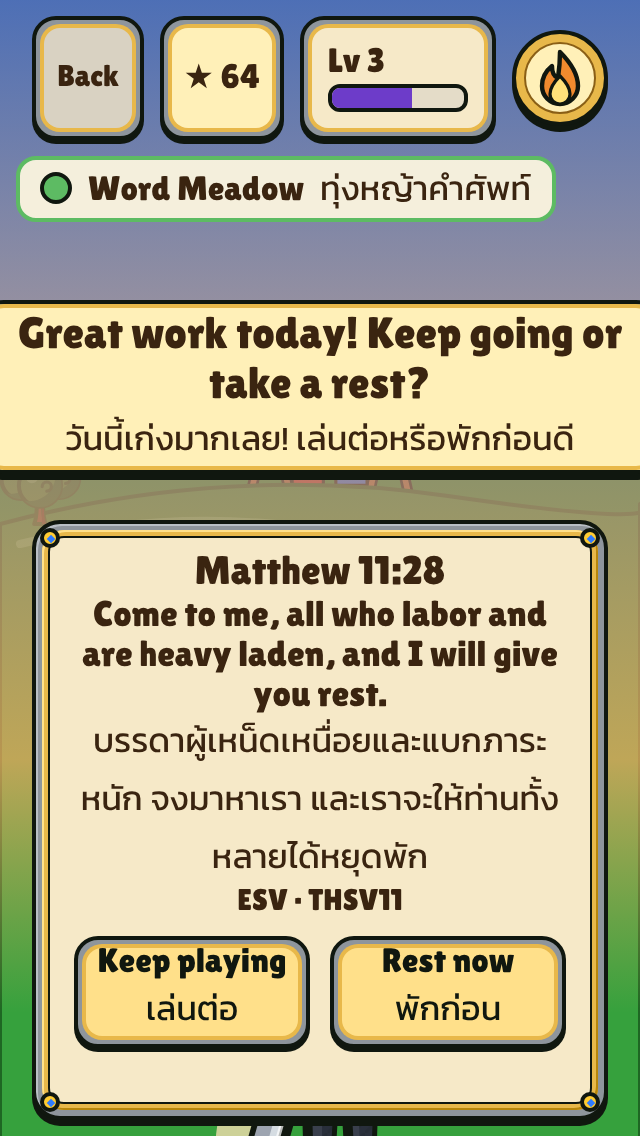 Back
★ 64
Lv 3
Word Meadow ทุ่งหญ้าคำศัพท์
Great work today! Keep going or
take a rest?
วันนี้เก่งมากเลย! เล่นต่อหรือพักก่อนดี
Matthew 11:28
Come to me, all who labor and
are heavy laden, and I will give
you rest.
บรรดาผู้เหน็ดเหนื่อยและแบกภาระ
หนัก จงมาหาเรา และเราจะให้ท่านทั้ง
หลายได้หยุดพัก
ESV · THSV11
Keep playing
เล่นต่อ
Rest now
พักก่อน